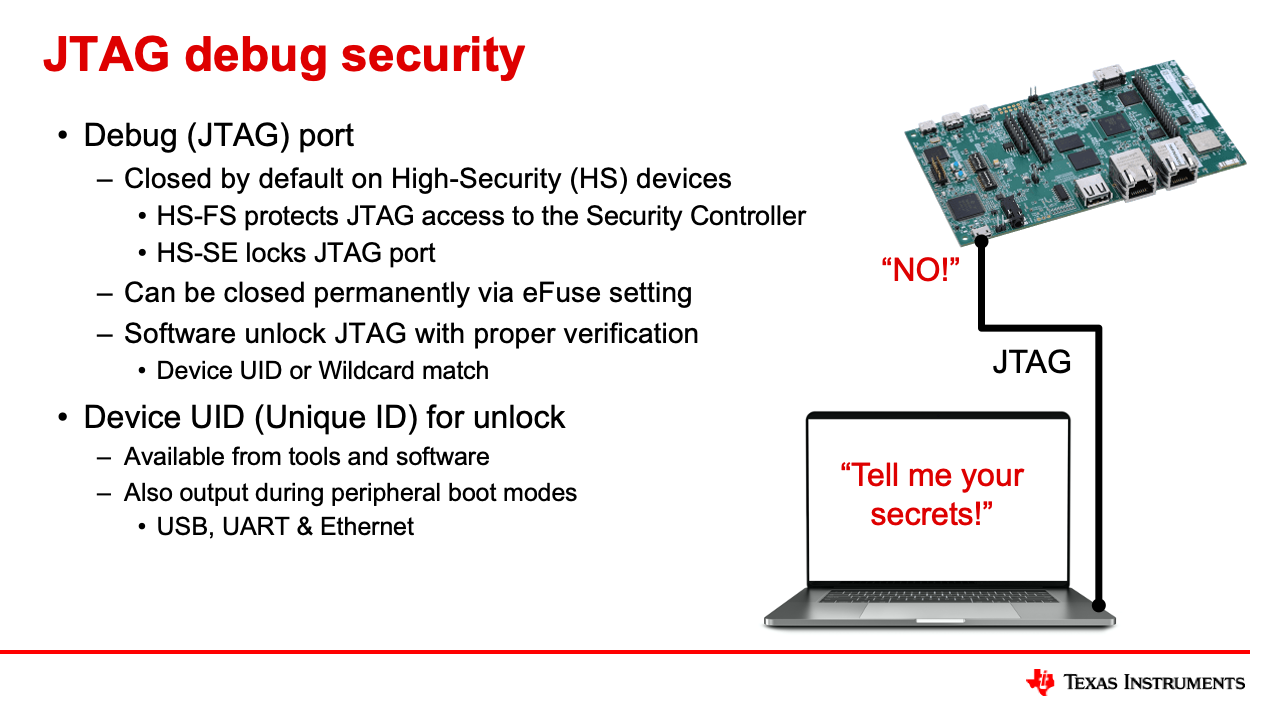 JTAG debug security
• Debug (JTAG) port
– Closed by default on High-Security (HS) devices
• HS-FS protects JTAG access to the Security Controller
• HS-SE locks JTAG port
– Can be closed permanently via eFuse setting
– Software unlock JTAG with proper verification
• Device UID or Wildcard match
• Device UID (Unique ID) for unlock
– Available from tools and software
– Also output during peripheral boot modes
• USB, UART & Ethernet
“NO!”
JTAG
“Tell me your
secrets!”
TEXAS INSTRUMENTS